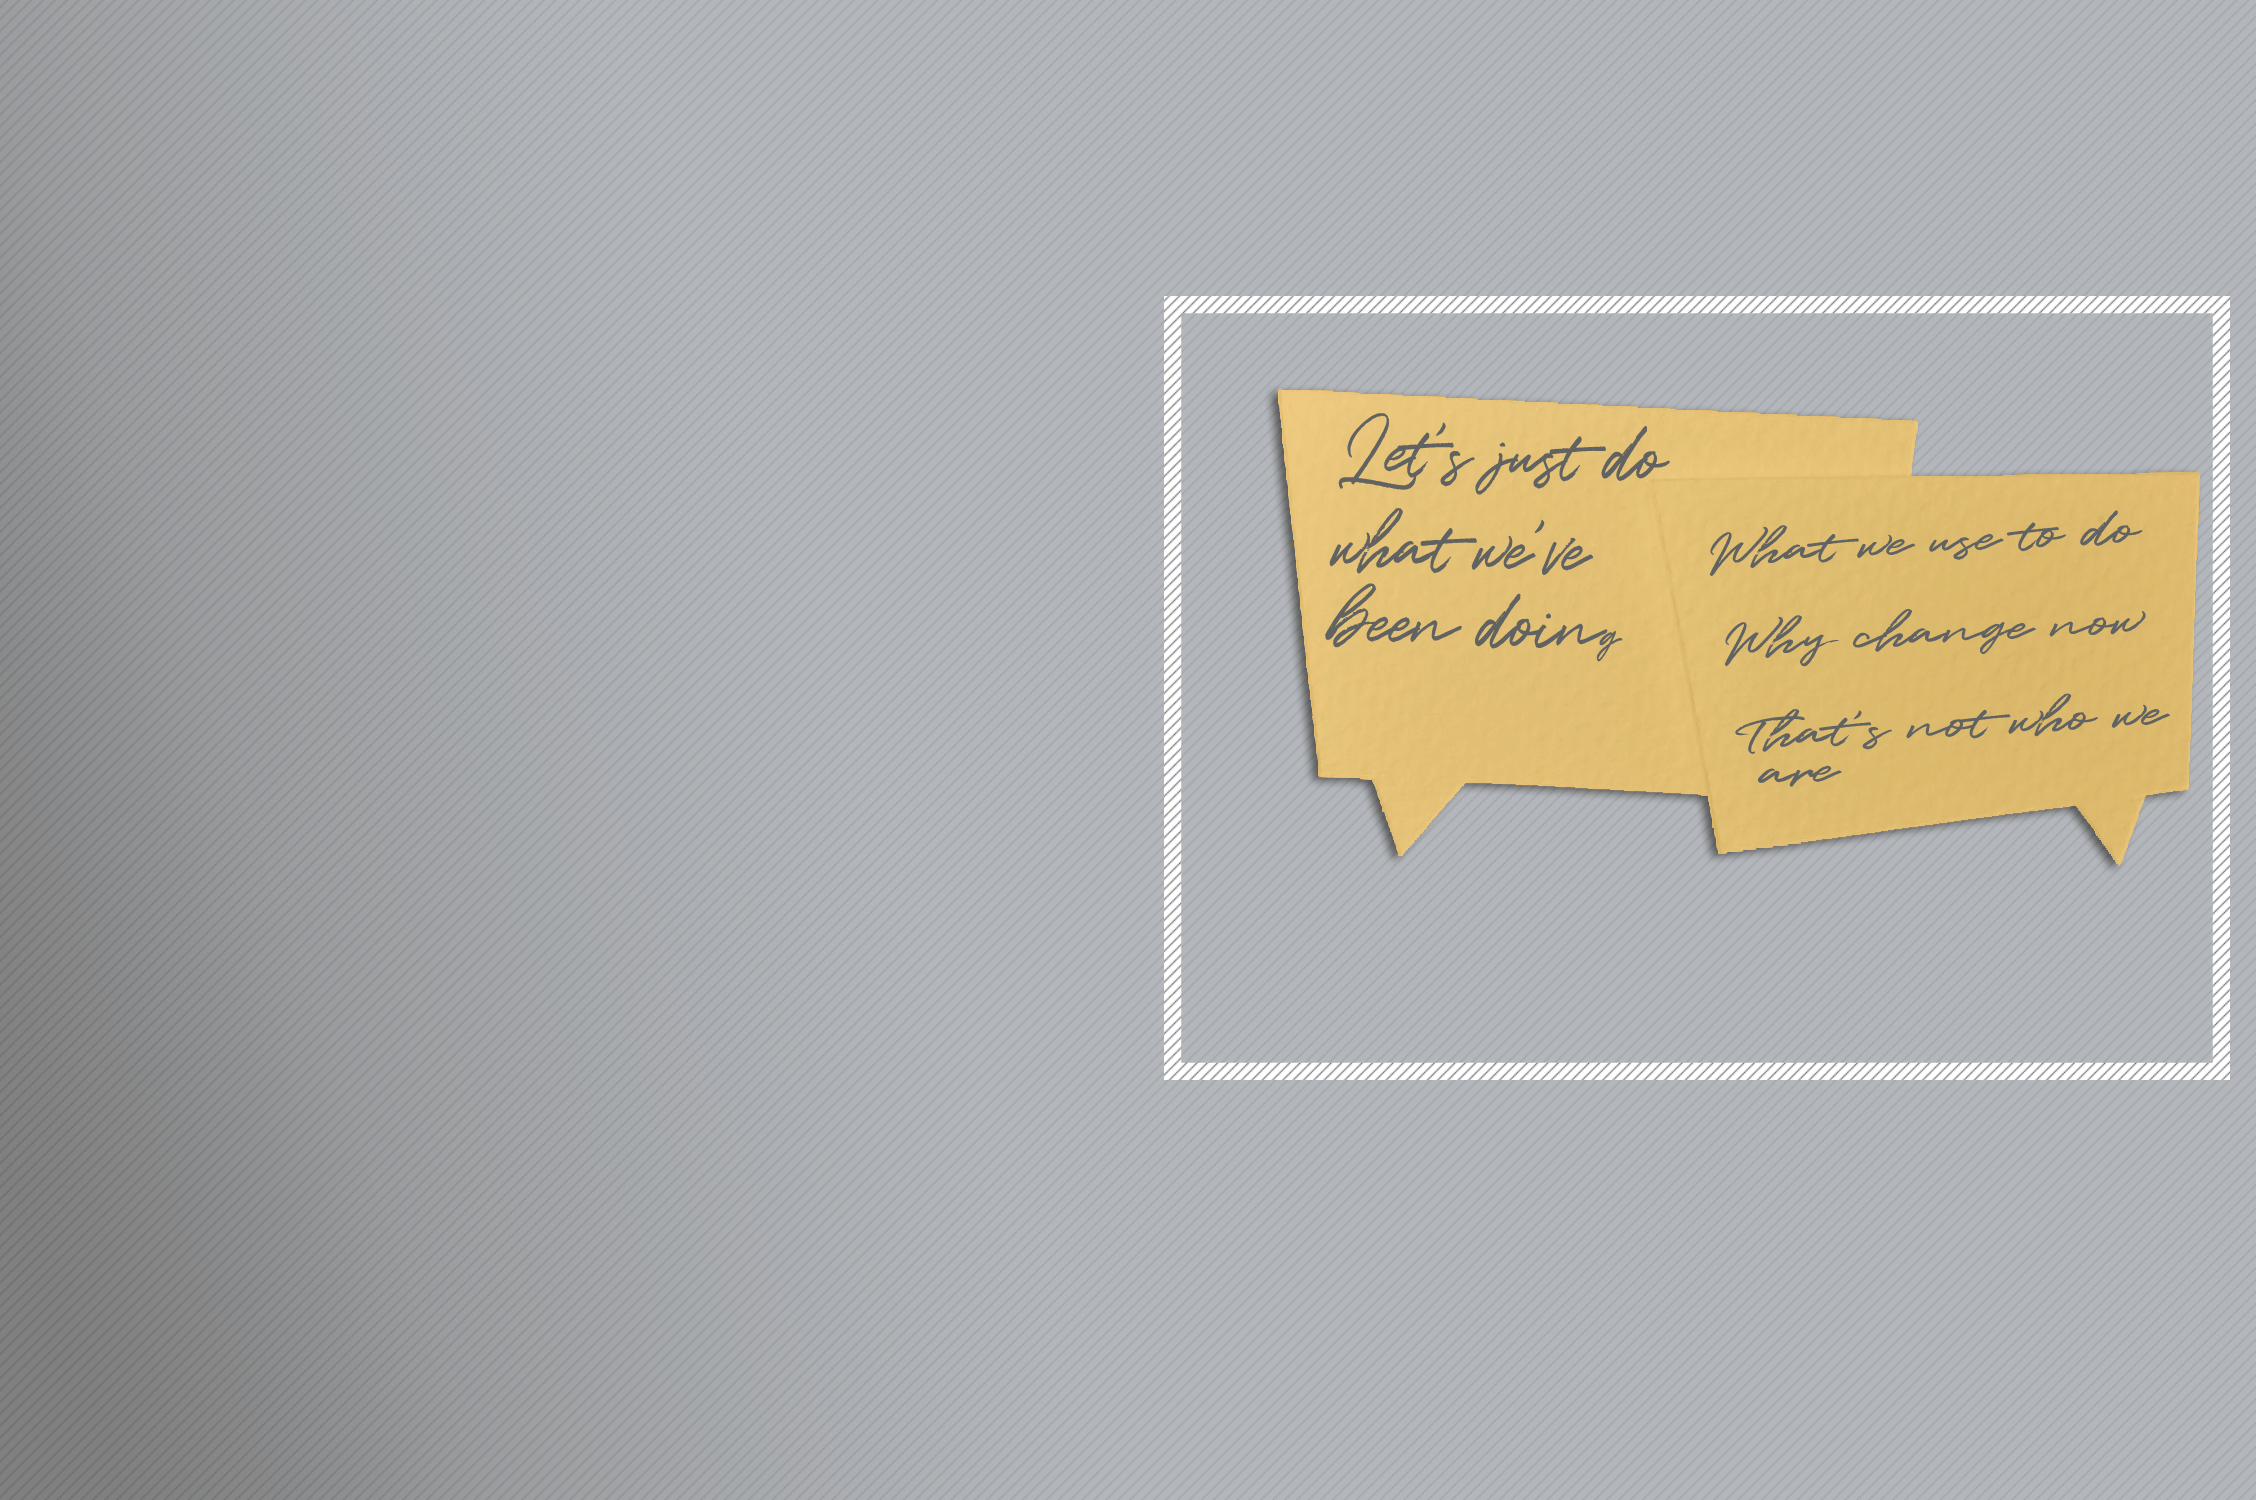 Let's just do
what we've
been doing
What we use to do
Why change now
That's not who we
are